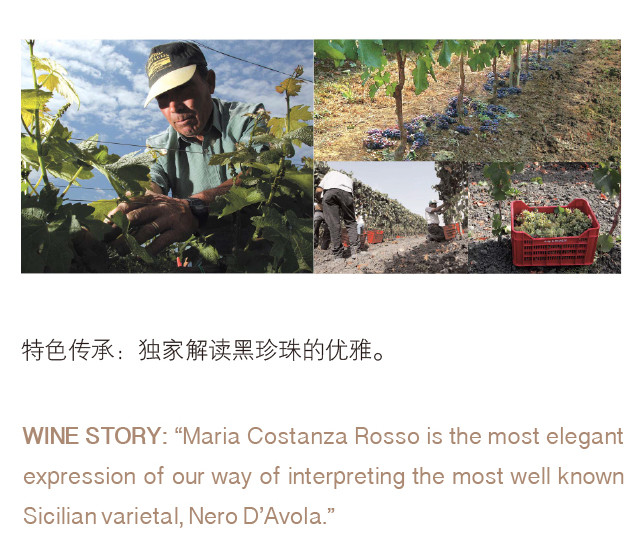 特色传承：独家解读黑珍珠的优雅。
WINE STORY: “Maria Costanza Rosso is the most elegant
expression of our way of interpreting the most well known
Sicilian varietal, Nero D’Avola.”